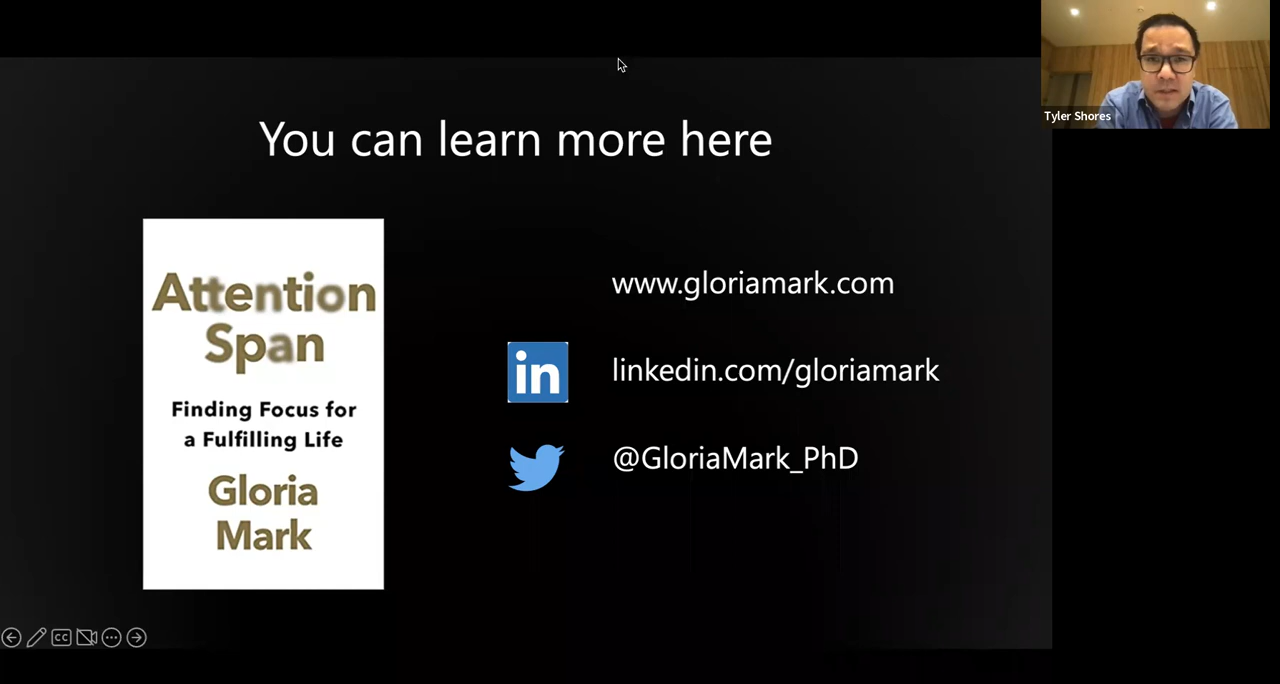 Tyler Shores
You can learn more here
Attention
Span
Finding Focus for
a Fulfilling Life
Gloria
Mark
www.gloriamark.com
in
linkedin.com/gloriamark
@GloriaMark_PhD
CC